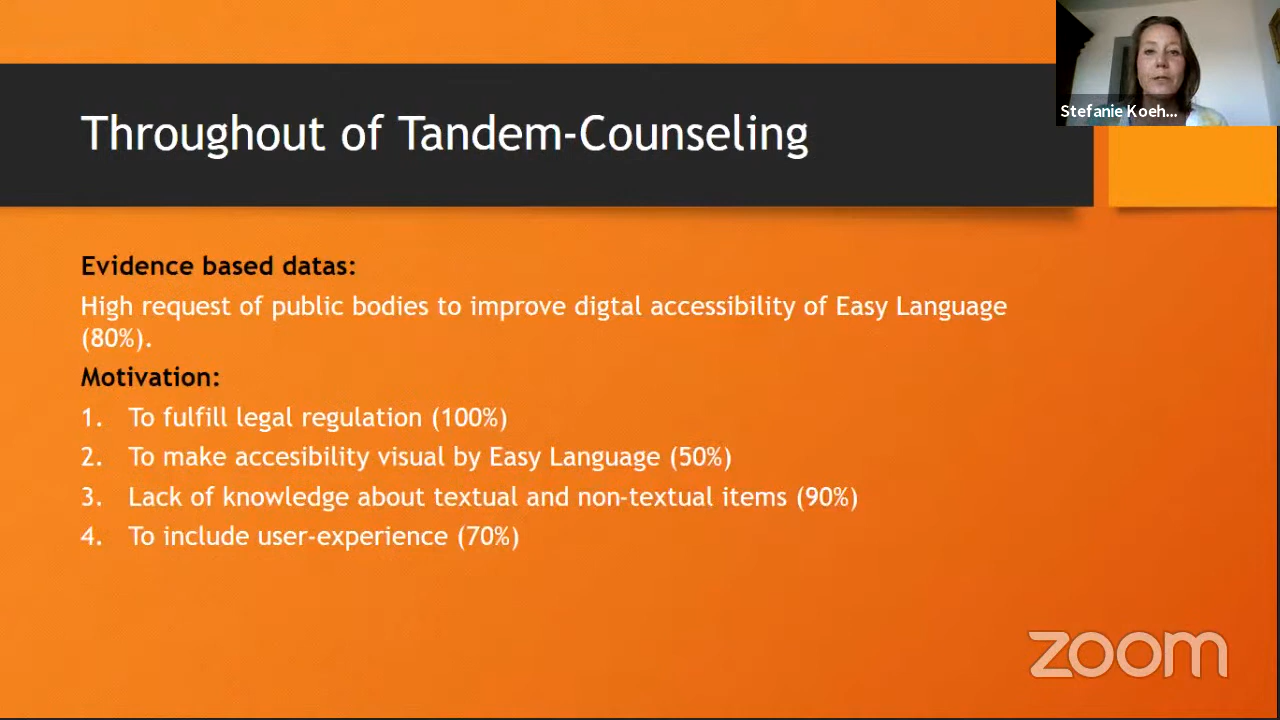 Throughout of Tandem-Counseling
Stefanie Koeh...
Evidence based datas:
High request of public bodies to improve digtal accessibility of Easy Language
(80%).
Motivation:
1. To fulfill legal regulation (100%)
2. To make accesibility visual by Easy Language (50%)
3. Lack of knowledge about textual and non-textual items (90%)
4. To include user-experience (70%)
zoom